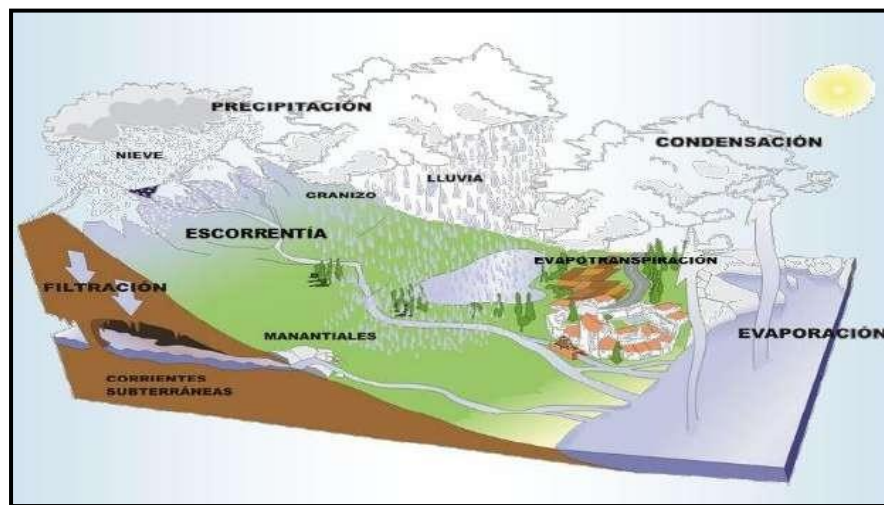 PRECIPITACIÓN
CONDENSACIÓN
NIEVE
LLUVIA
GRANIZO
ESCORRENTÍA
EVAPOTRANSPIRACIÓN
FILTRACIÓN
MANANTIALES
EVAPORACIÓN
CORRIENTES
SUBTERRÁNEAS